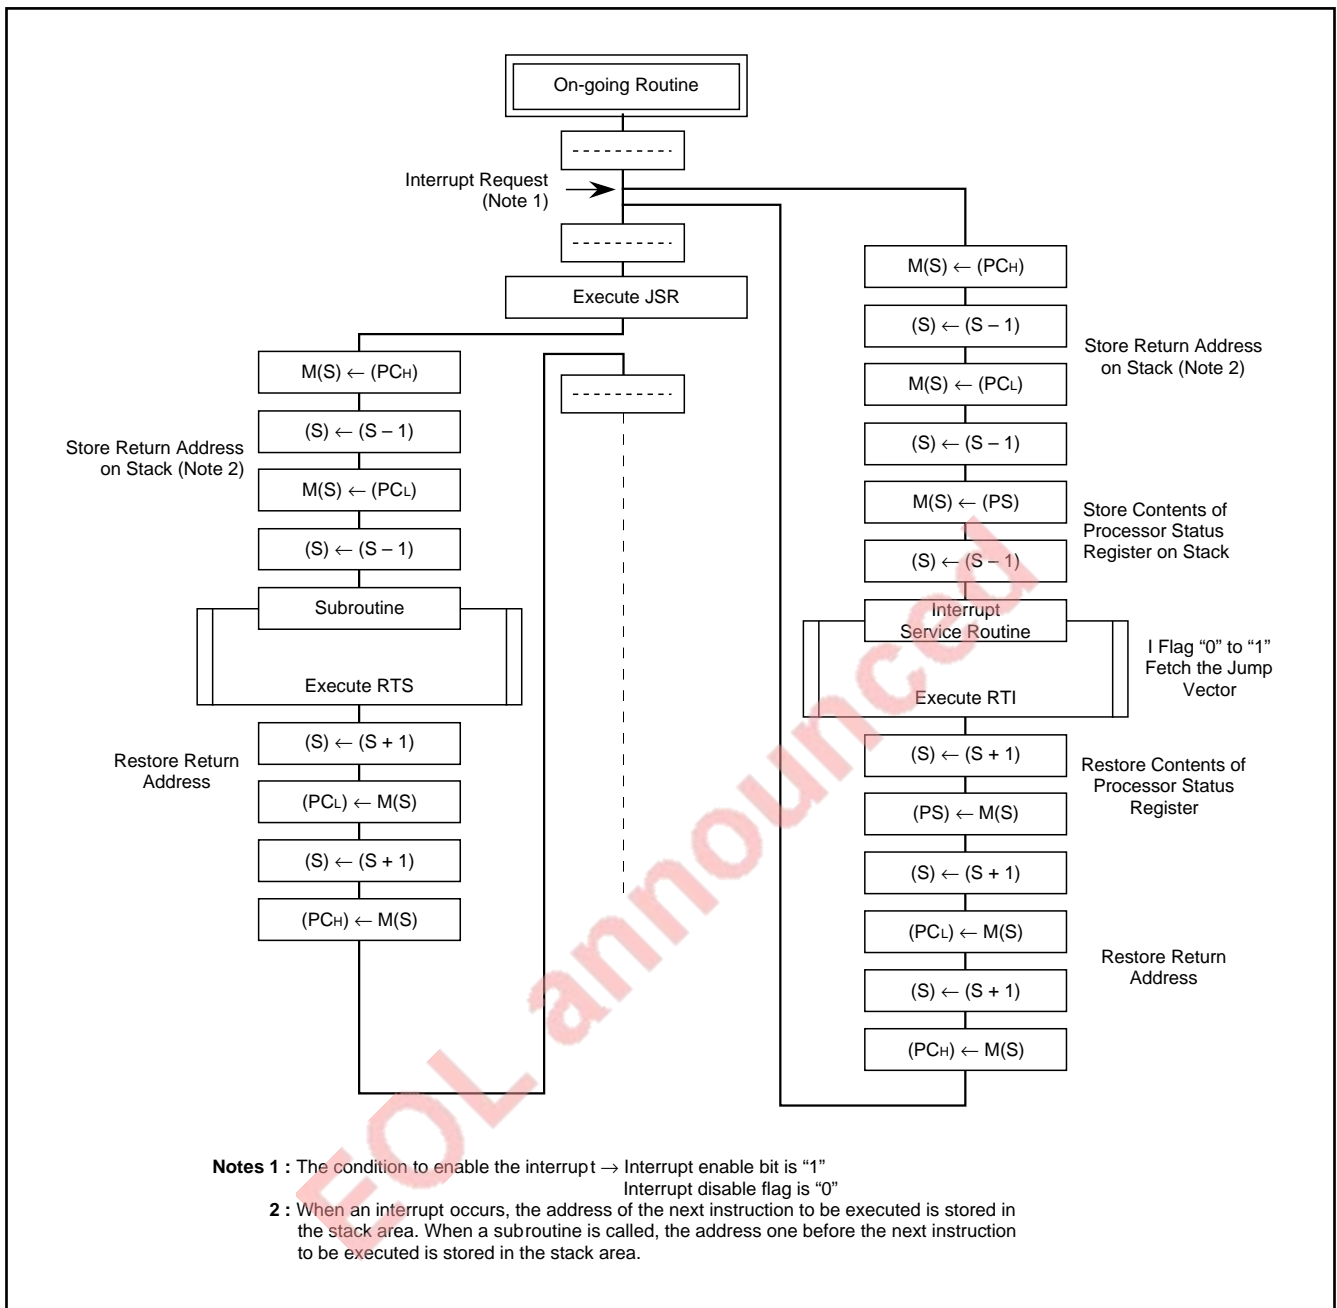 On-going Routine
Interrupt Request
(Note 1)
Execute JSR
M(S) ← (PCH)
(S) ← (S – 1)
M(S) ← (PCL)
(S) ← (S – 1)
Store Return Address
on Stack (Note 2)
Subroutine
Execute RTS
(S) ← (S + 1)
(PCL) ← M(S)
(S) ← (S + 1)
(PCH) ← M(S)
Restore Return
Address
M(S) ← (PCH)
(S) ← (S – 1)
M(S) ← (PCL)
(S) ← (S – 1)
M(S) ← (PS)
(S) ← (S – 1)
Store Return Address
on Stack (Note 2)
Store Contents of
Processor Status
Register on Stack
Interrupt
Service Routine
Execute RTI
I Flag “0” to “1”
Fetch the Jump
Vector
(S) ← (S + 1)
(PS) ← M(S)
(S) ← (S + 1)
(PCL) ← M(S)
(S) ← (S + 1)
(PCH) ← M(S)
Restore Contents of
Processor Status
Register
Restore Return
Address
EOL announced
Notes 1 : The condition to enable the interrupt → Interrupt enable bit is “1”
Interrupt disable flag is “0”
2 : When an interrupt occurs, the address of the next instruction to be executed is stored in
the stack area. When a subroutine is called, the address one before the next instruction
to be executed is stored in the stack area.